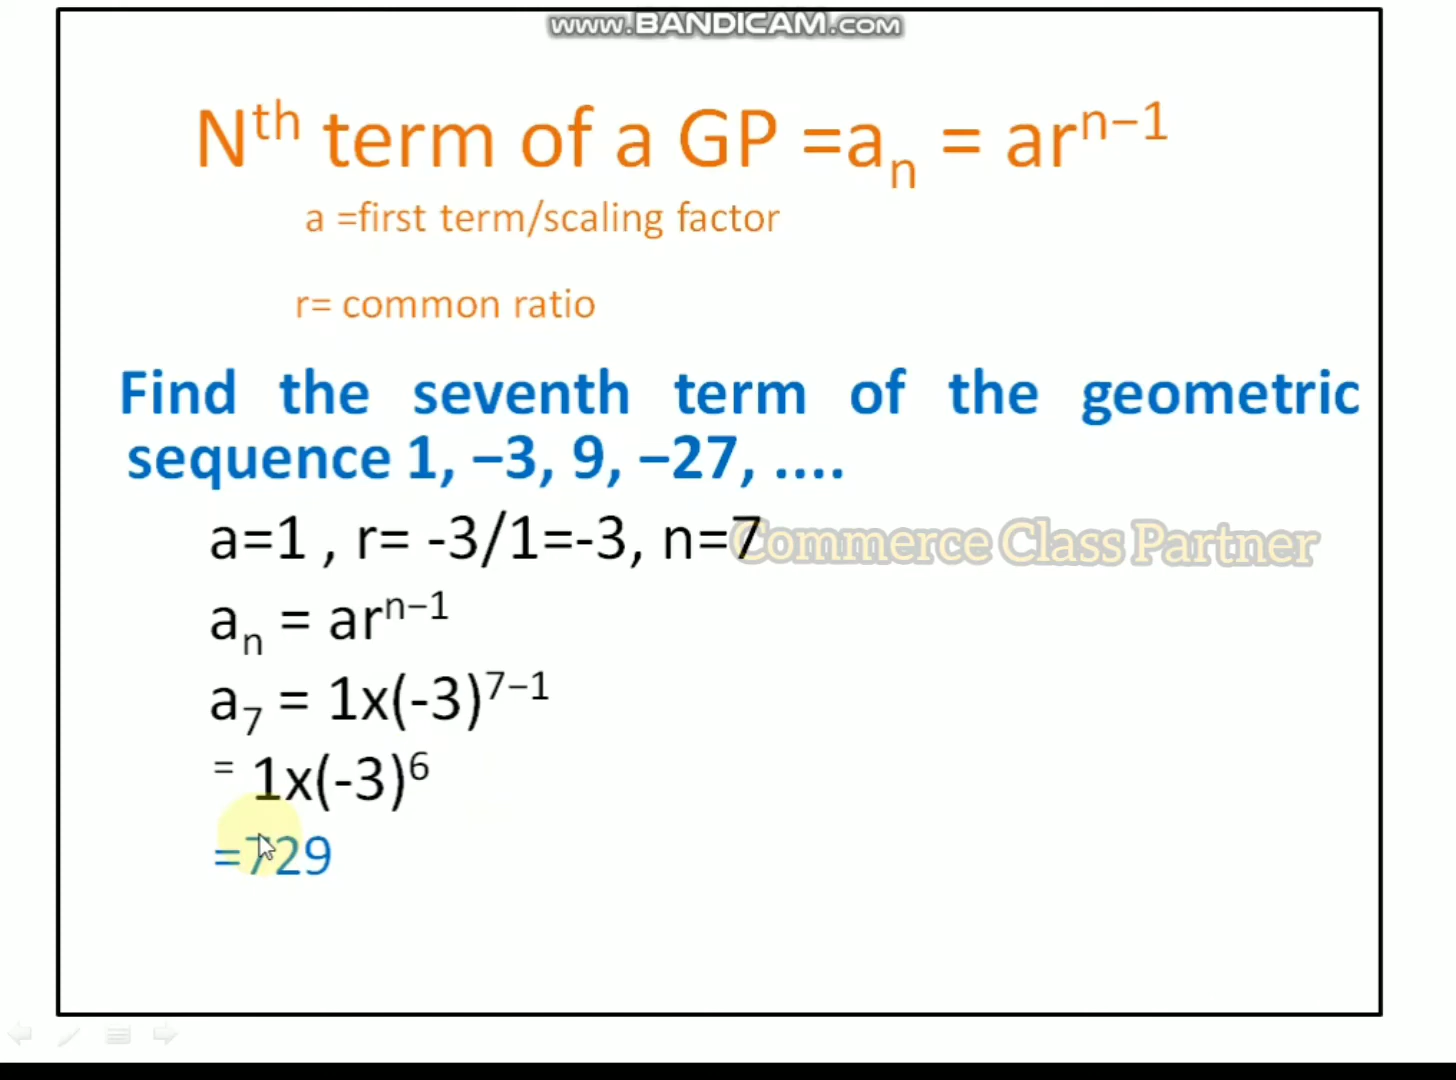 www.BANDICAM.com
Nth term of a GP =an = arⁿ⁻¹
a =first term/scaling factor
r= common ratio
Find the seventh term of the geometric
sequence 1, −3, 9, −27, ....
a=1 , r= -3/1=-3, n=7
Commerce Class Partner
aₙ = arⁿ⁻¹
a₇ = 1x(-3)⁷⁻¹
= 1x(-3)⁶
=729